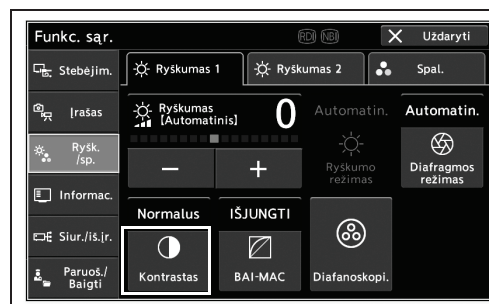 Funkc. sąr.
RDI NBI
Uždaryti
Stebėjim.
Įrašas
Ryšk.
/sp.
Informac.
Siur./iš.įr.
Paruoš./
Baigti
Ryškumas 1
Ryškumas 2
Spal.
Ryškumas
[Automatinis]
0
Automatin.
Ryškumo
režimas
Automatin.
Diafragmos
režimas
Normalus
Kontrastas
IŠJUNGTI
BAI-MAC
Diafanoskopi.